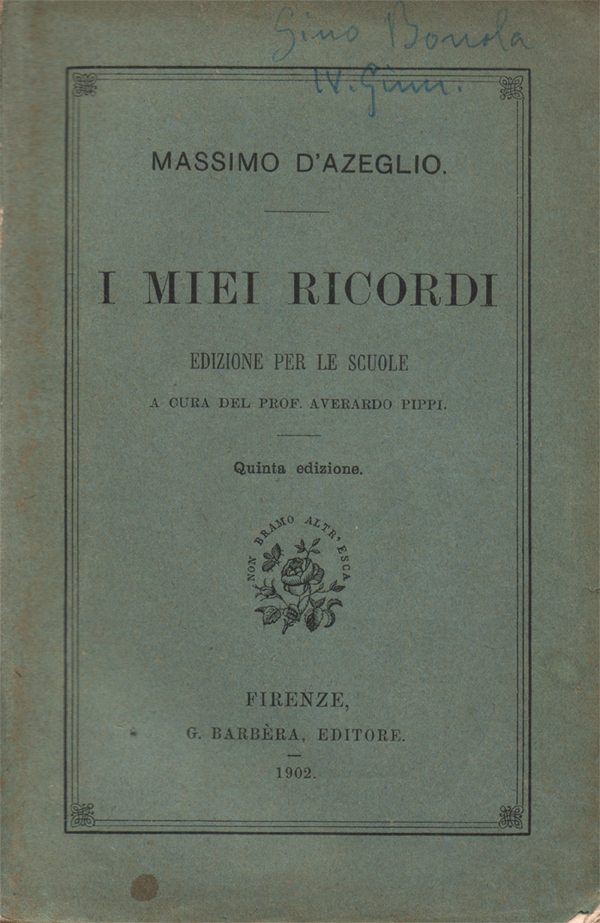 Gino Bonola
IV. Ginn.
MASSIMO D'AZEGLIO.
I MIEI RICORDI
EDIZIONE PER LE SCUOLE
A CURA DEL PROF. AVERARDO PIPPI.
Quinta edizione.
NON BRAMO ALTR' ESCA
FIRENZE,
G. BARBÈRA, EDITORE.
1902.